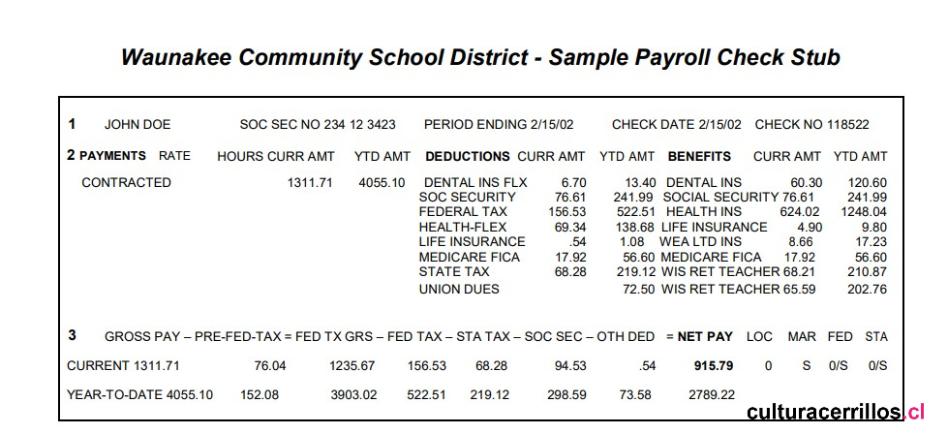 Waunakee Community School District - Sample Payroll Check Stub
1 JOHN DOE SOC SEC NO 234 12 3423 PERIOD ENDING 2/15/02 CHECK DATE 2/15/02 CHECK NO 118522
2 PAYMENTS RATE HOURS CURR AMT YTD AMT DEDUCTIONS CURR AMT YTD AMT BENEFITS CURR AMT YTD AMT
CONTRACTED 1311.71 4055.10 DENTAL INS FLX 6.70 13.40 DENTAL INS 60.30 120.60
SOC SECURITY 76.61 241.99 SOCIAL SECURITY 76.61 241.99
FEDERAL TAX 156.53 522.51 HEALTH INS 624.02 1248.04
HEALTH-FLEX 69.34 138.68 LIFE INSURANCE 4.90 9.80
LIFE INSURANCE .54 1.08 WEA LTD INS 8.66 17.23
MEDICARE FICA 17.92 56.60 MEDICARE FICA 17.92 56.60
STATE TAX 68.28 219.12 WIS RET TEACHER 68.21 210.87
UNION DUES 72.50 WIS RET TEACHER 65.59 202.76
3 GROSS PAY – PRE-FED-TAX = FED TX GRS – FED TAX – STA TAX – SOC SEC – OTH DED = NET PAY LOC MAR FED STA
CURRENT 1311.71 76.04 1235.67 156.53 68.28 94.53 .54 915.79 0 S 0/S 0/S
YEAR-TO-DATE 4055.10 152.08 3903.02 522.51 219.12 298.59 73.58 2789.22
culturacerrillos.cl